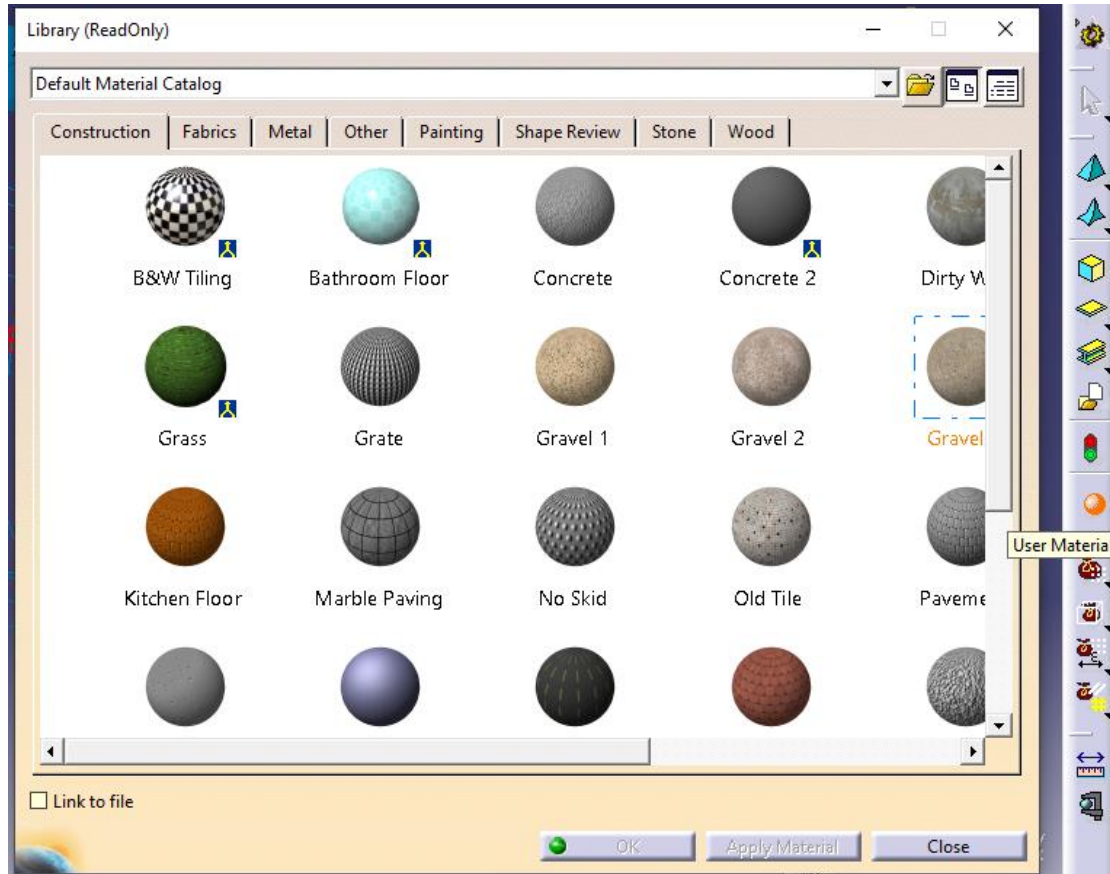 Library (ReadOnly)
Default Material Catalog
Construction Fabrics Metal Other Painting Shape Review Stone Wood
B&W Tiling Bathroom Floor Concrete Concrete 2 Dirty W
Grass Grate Gravel 1 Gravel 2 Gravel
Kitchen Floor Marble Paving No Skid Old Tile Paveme
User Materia
Link to file
OK Apply Material Close